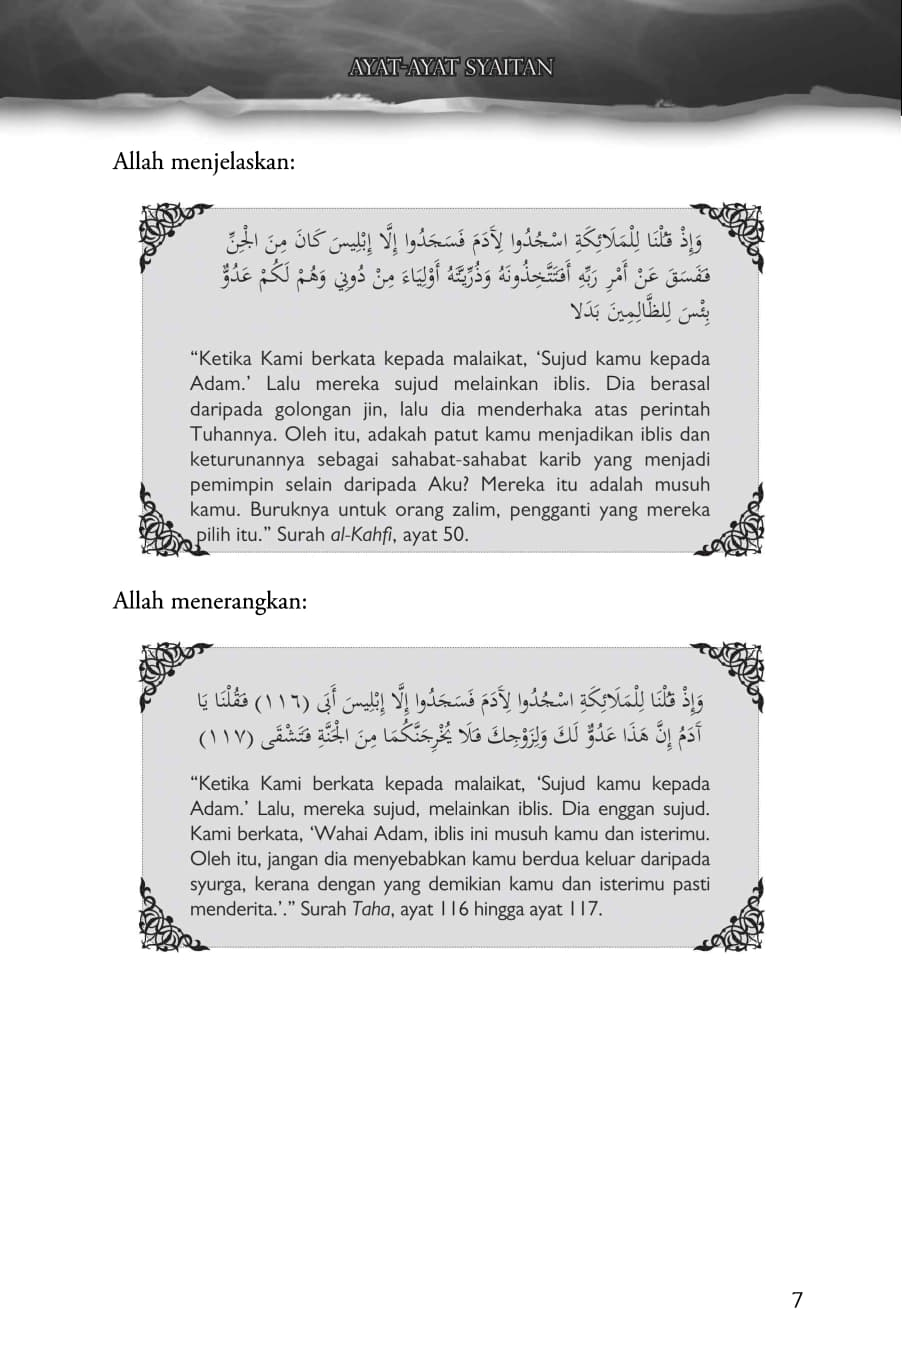 AYAT-AYAT SYAITAN
Allah menjelaskan:
وَإِذْ قُلْنَا لِلْمَلَائِكَةِ اسْجُدُوا لِآَدَمَ فَسَجَدُوا إِلَّا إِبْلِيسَ كَانَ مِنَ الْجِنِّ
فَفَسَقَ عَنْ أَمْرِ رَبِّهِ أَفَتَتَّخِذُونَهُ وَذُرِّيَّتَهُ أَوْلِيَاءَ مِنْ دُونِي وَهُمْ لَكُمْ عَدُوٌّ
بِئْسَ لِلظَّالِمِينَ بَدَلا
“Ketika Kami berkata kepada malaikat, ‘Sujud kamu kepada
Adam.’ Lalu mereka sujud melainkan iblis. Dia berasal
daripada golongan jin, lalu dia menderhaka atas perintah
Tuhannya. Oleh itu, adakah patut kamu menjadikan iblis dan
keturunannya sebagai sahabat-sahabat karib yang menjadi
pemimpin selain daripada Aku? Mereka itu adalah musuh
kamu. Buruknya untuk orang zalim, pengganti yang mereka
pilih itu.” Surah al-Kahfi, ayat 50.
Allah menerangkan:
وَإِذْ قُلْنَا لِلْمَلَائِكَةِ اسْجُدُوا لِآَدَمَ فَسَجَدُوا إِلَّا إِبْلِيسَ أَبَى (١١٦) فَقُلْنَا يَا
آَدَمُ إِنَّ هَذَا عَدُوٌّ لَكَ وَلِزَوْجِكَ فَلَا يُخْرِجَنَّكُمَا مِنَ الْجَنَّةِ فَتَشْقَى (١١٧)
“Ketika Kami berkata kepada malaikat, ‘Sujud kamu kepada
Adam.’ Lalu, mereka sujud, melainkan iblis. Dia enggan sujud.
Kami berkata, ‘Wahai Adam, iblis ini musuh kamu dan isterimu.
Oleh itu, jangan dia menyebabkan kamu berdua keluar daripada
syurga, kerana dengan yang demikian kamu dan isterimu pasti
menderita.’.” Surah Taha, ayat 116 hingga ayat 117.
7